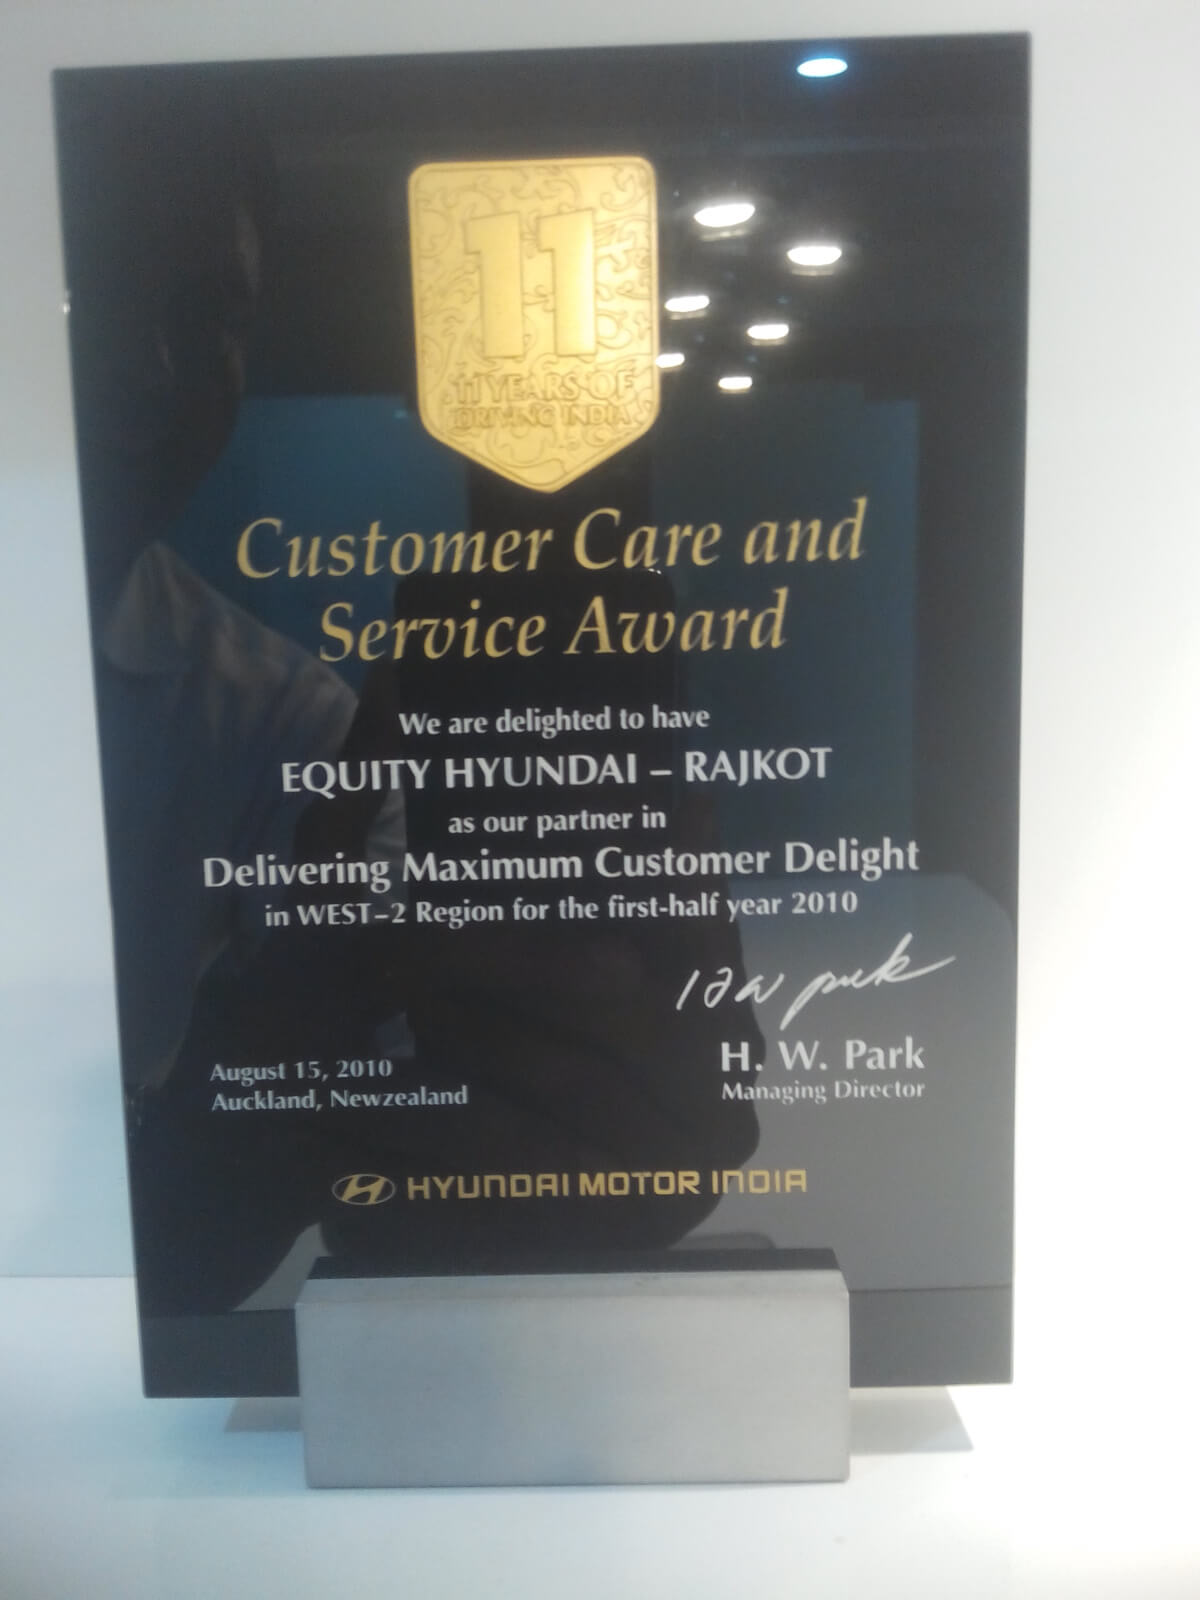 11
11 YEARS OF
DRIVING INDIA
Customer Care and
Service Award
We are delighted to have
EQUITY HYUNDAI – RAJKOT
as our partner in
Delivering Maximum Customer Delight
in WEST–2 Region for the first-half year 2010
H. W. Park
Managing Director
August 15, 2010
Auckland, Newzealand
HYUNDAI MOTOR INDIA